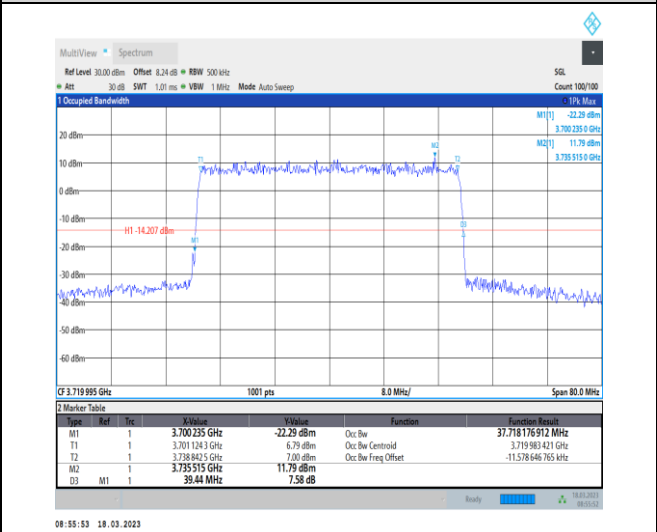 MultiView Spectrum
Ref Level 30.00 dBm Offset 8.24 dB RBW 500 kHz SGL
Att 30 dB SWT 1.01 ms VBW 1 MHz Mode Auto Sweep Count 100/100
1 Occupied Bandwidth 1Pk Max
M1[1] -22.29 dBm
3.700 235 0 GHz
M2[1] 11.79 dBm
3.735 515 0 GHz
20 dBm
M2
T1 T2
10 dBm
0 dBm
-10 dBm
D3
H1 -14.207 dBm
M1
-20 dBm
-30 dBm
-40 dBm
-50 dBm
-60 dBm
CF 3.719 995 GHz 1001 pts 8.0 MHz/ Span 80.0 MHz
2 Marker Table
Type Ref Trc X-Value Y-Value Function Function Result
M1 1 3.700 235 GHz -22.29 dBm Occ Bw 37.718 176 912 MHz
T1 1 3.701 124 3 GHz 6.79 dBm Occ Bw Centroid 3.719 983 421 GHz
T2 1 3.738 842 5 GHz 7.00 dBm Occ Bw Freq Offset -11.578 646 765 kHz
M2 1 3.735 515 GHz 11.79 dBm
D3 M1 1 39.44 MHz 7.58 dB
Ready 18.03.2023
08:55:52
08:55:53 18.03.2023